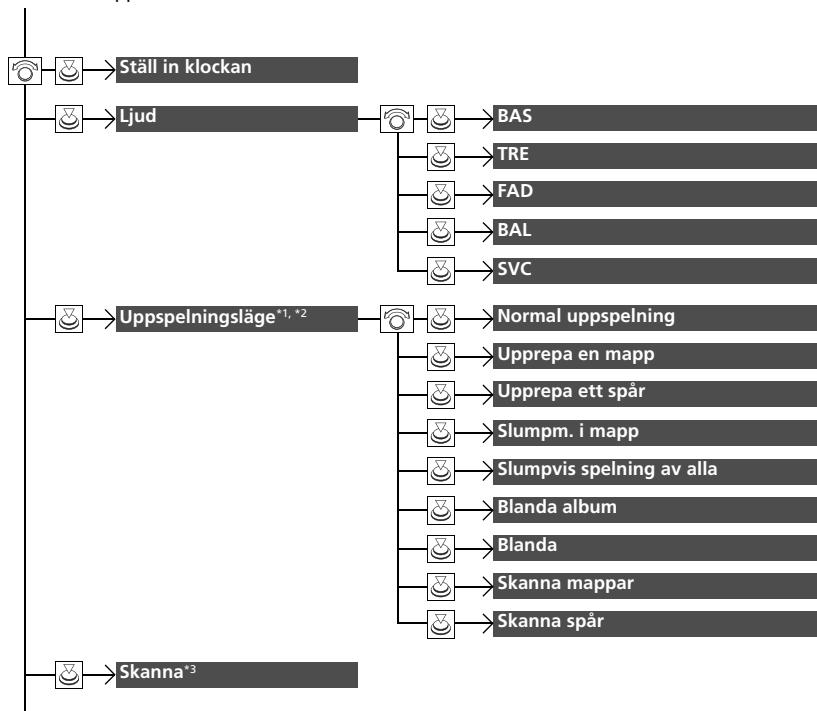 Ställ in klockan
Ljud
BAS
TRE
FAD
BAL
SVC
Uppspelningsläge*1, *2
Normal uppspelning
Upprepa en mapp
Upprepa ett spår
Slumpm. i mapp
Slumpvis spelning av alla
Blanda album
Blanda
Skanna mappar
Skanna spår
Skanna*3